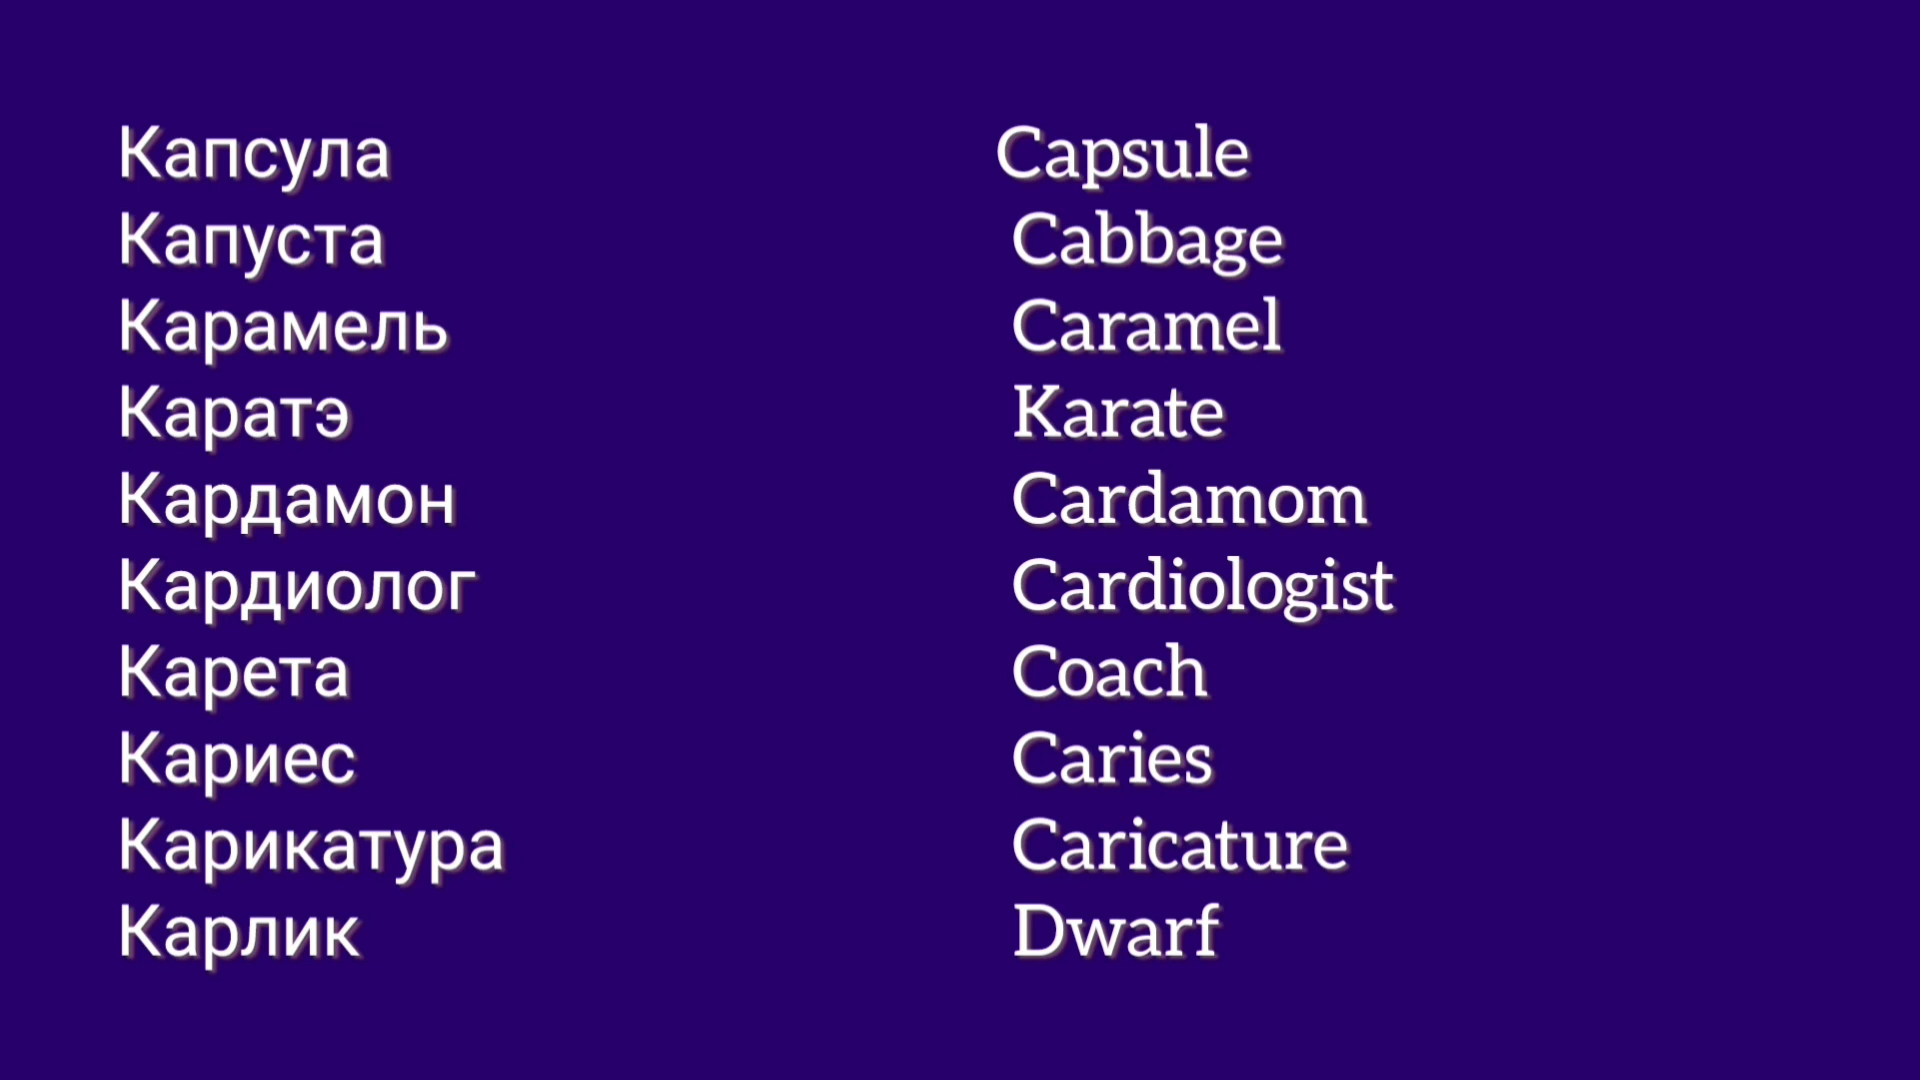 Капсула Capsule
Капуста Cabbage
Карамель Caramel
Каратэ Karate
Кардамон Cardamom
Кардиолог Cardiologist
Карета Coach
Кариес Caries
Карикатура Caricature
Карлик Dwarf